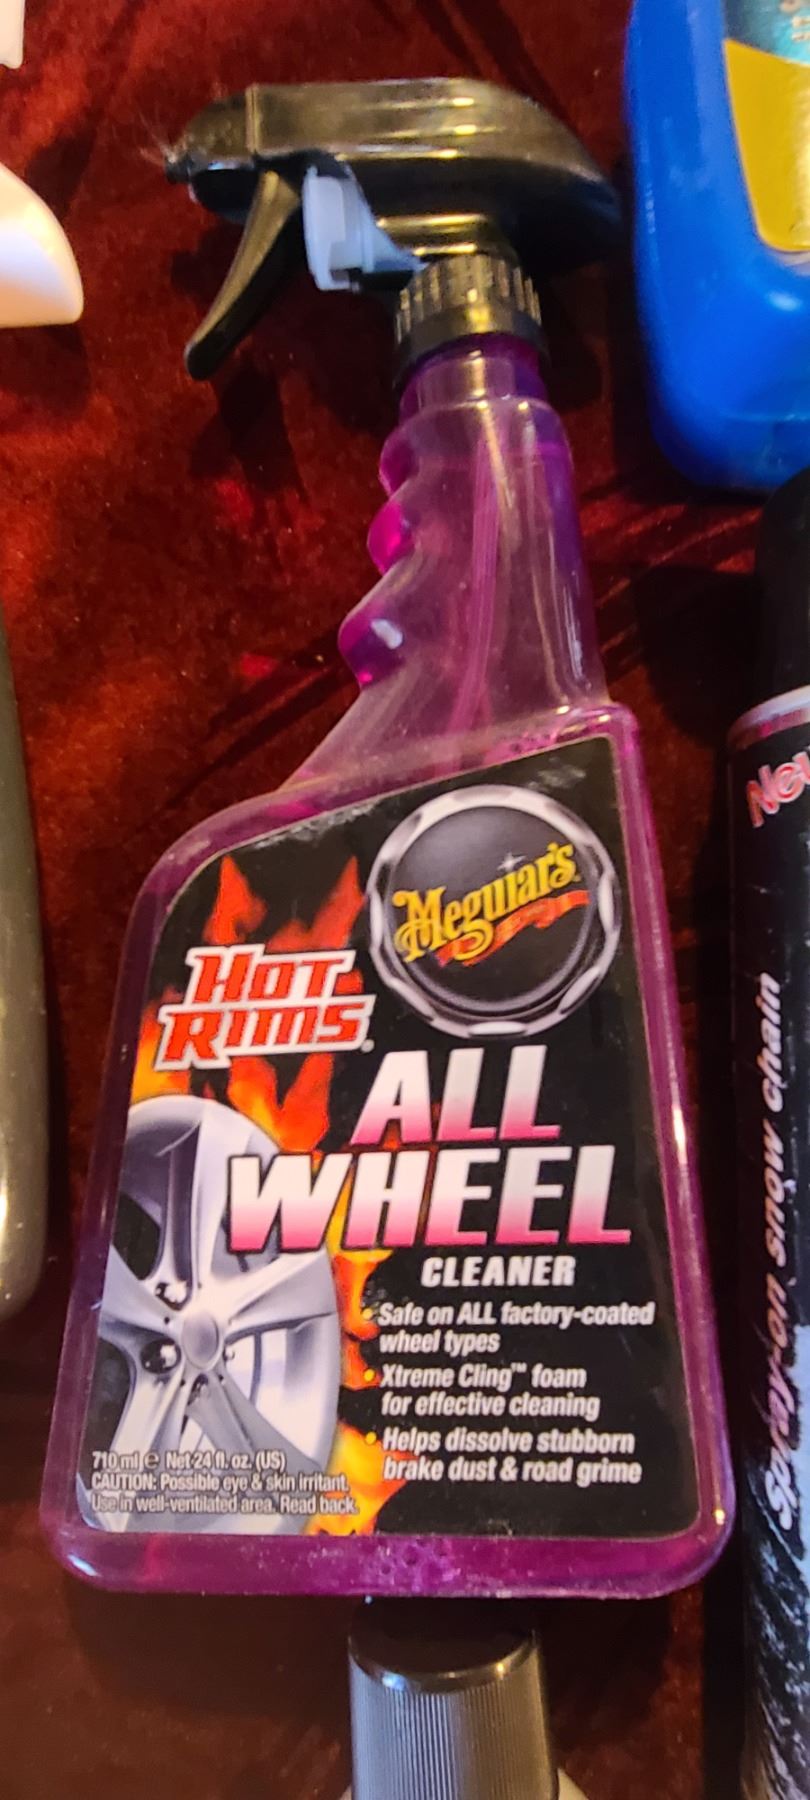 Meguiar's
HOT
RIMS®
ALL
WHEEL
CLEANER
• Safe on ALL factory-coated
wheel types
• Xtreme Cling™ foam
for effective cleaning
• Helps dissolve stubborn
brake dust & road grime
710 ml e Net 24 fl. oz. (US)
CAUTION: Possible eye & skin irritant.
Use in well-ventilated area. Read back.
New
Spray-on snow chain